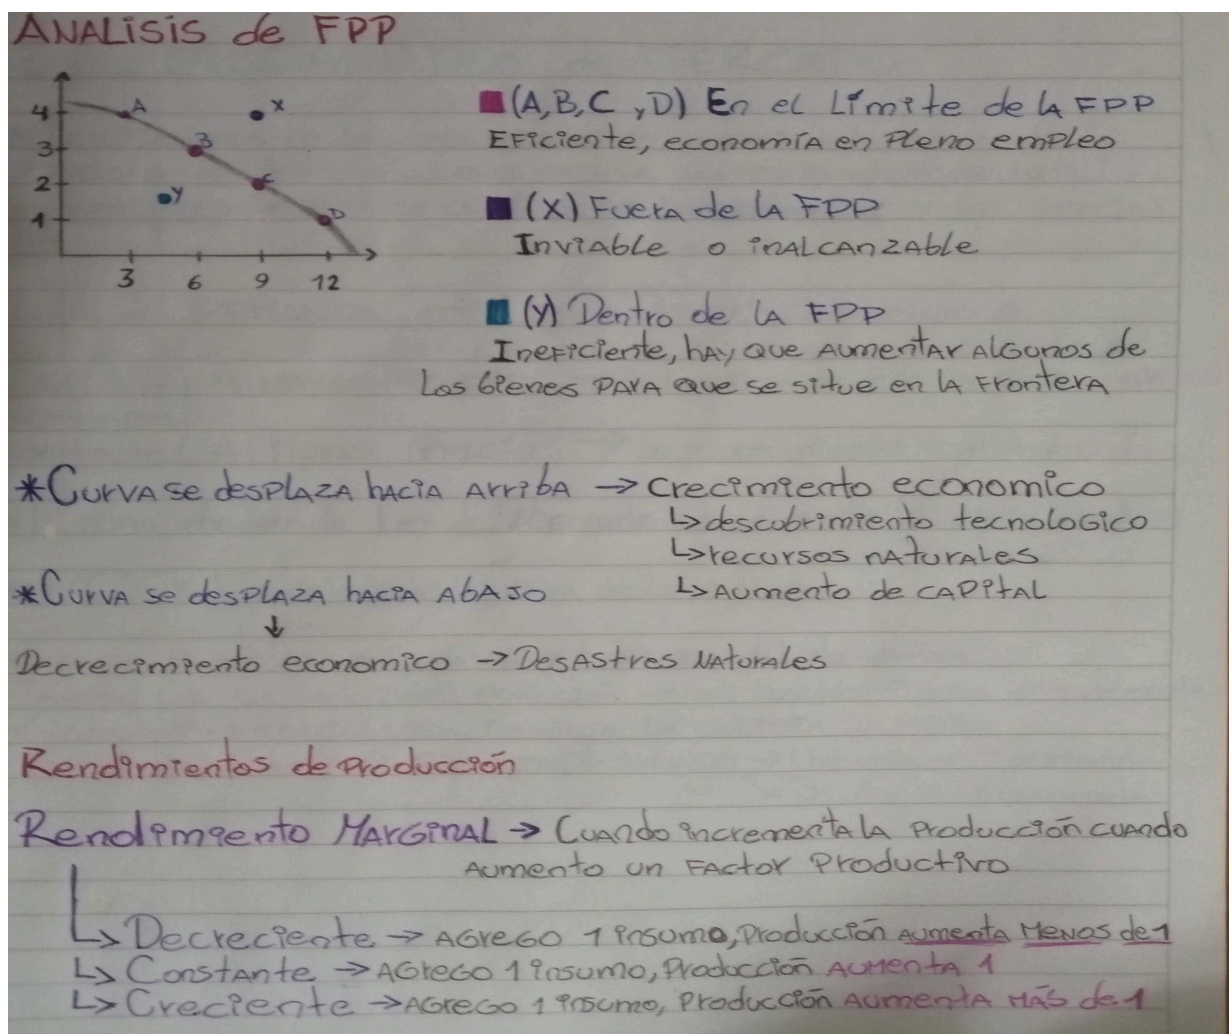 ANALISIS de FPP
4
3
2
1
3 6 9 12
A
B
C
D
X
Y
(A,B,C ,D) En el Límite de la FPP
Eficiente, economía en Pleno empleo
(X) Fuera de la FPP
Inviable o inalcanzable
(Y) Dentro de la FPP
Ineficiente, hay que aumentar algunos de
los bienes para que se situe en la frontera
*Curva se desplaza hacia arriba → crecimiento economico
↳ descubrimiento tecnologico
↳ recursos naturales
↳ Aumento de capital
*Curva se desplaza hacia abajo
↓
Decrecimiento economico → Desastres Naturales
Rendimientos de Producción
Rendimiento MARGINAL → Cuando incrementa la Producción cuando
aumento un Factor Productivo
↳ Decreciente → Agrego 1 insumo, Producción aumenta menos de 1
↳ Constante → Agrego 1 insumo, Producción aumenta 1
↳ Creciente → Agrego 1 insumo, Producción aumenta más de 1